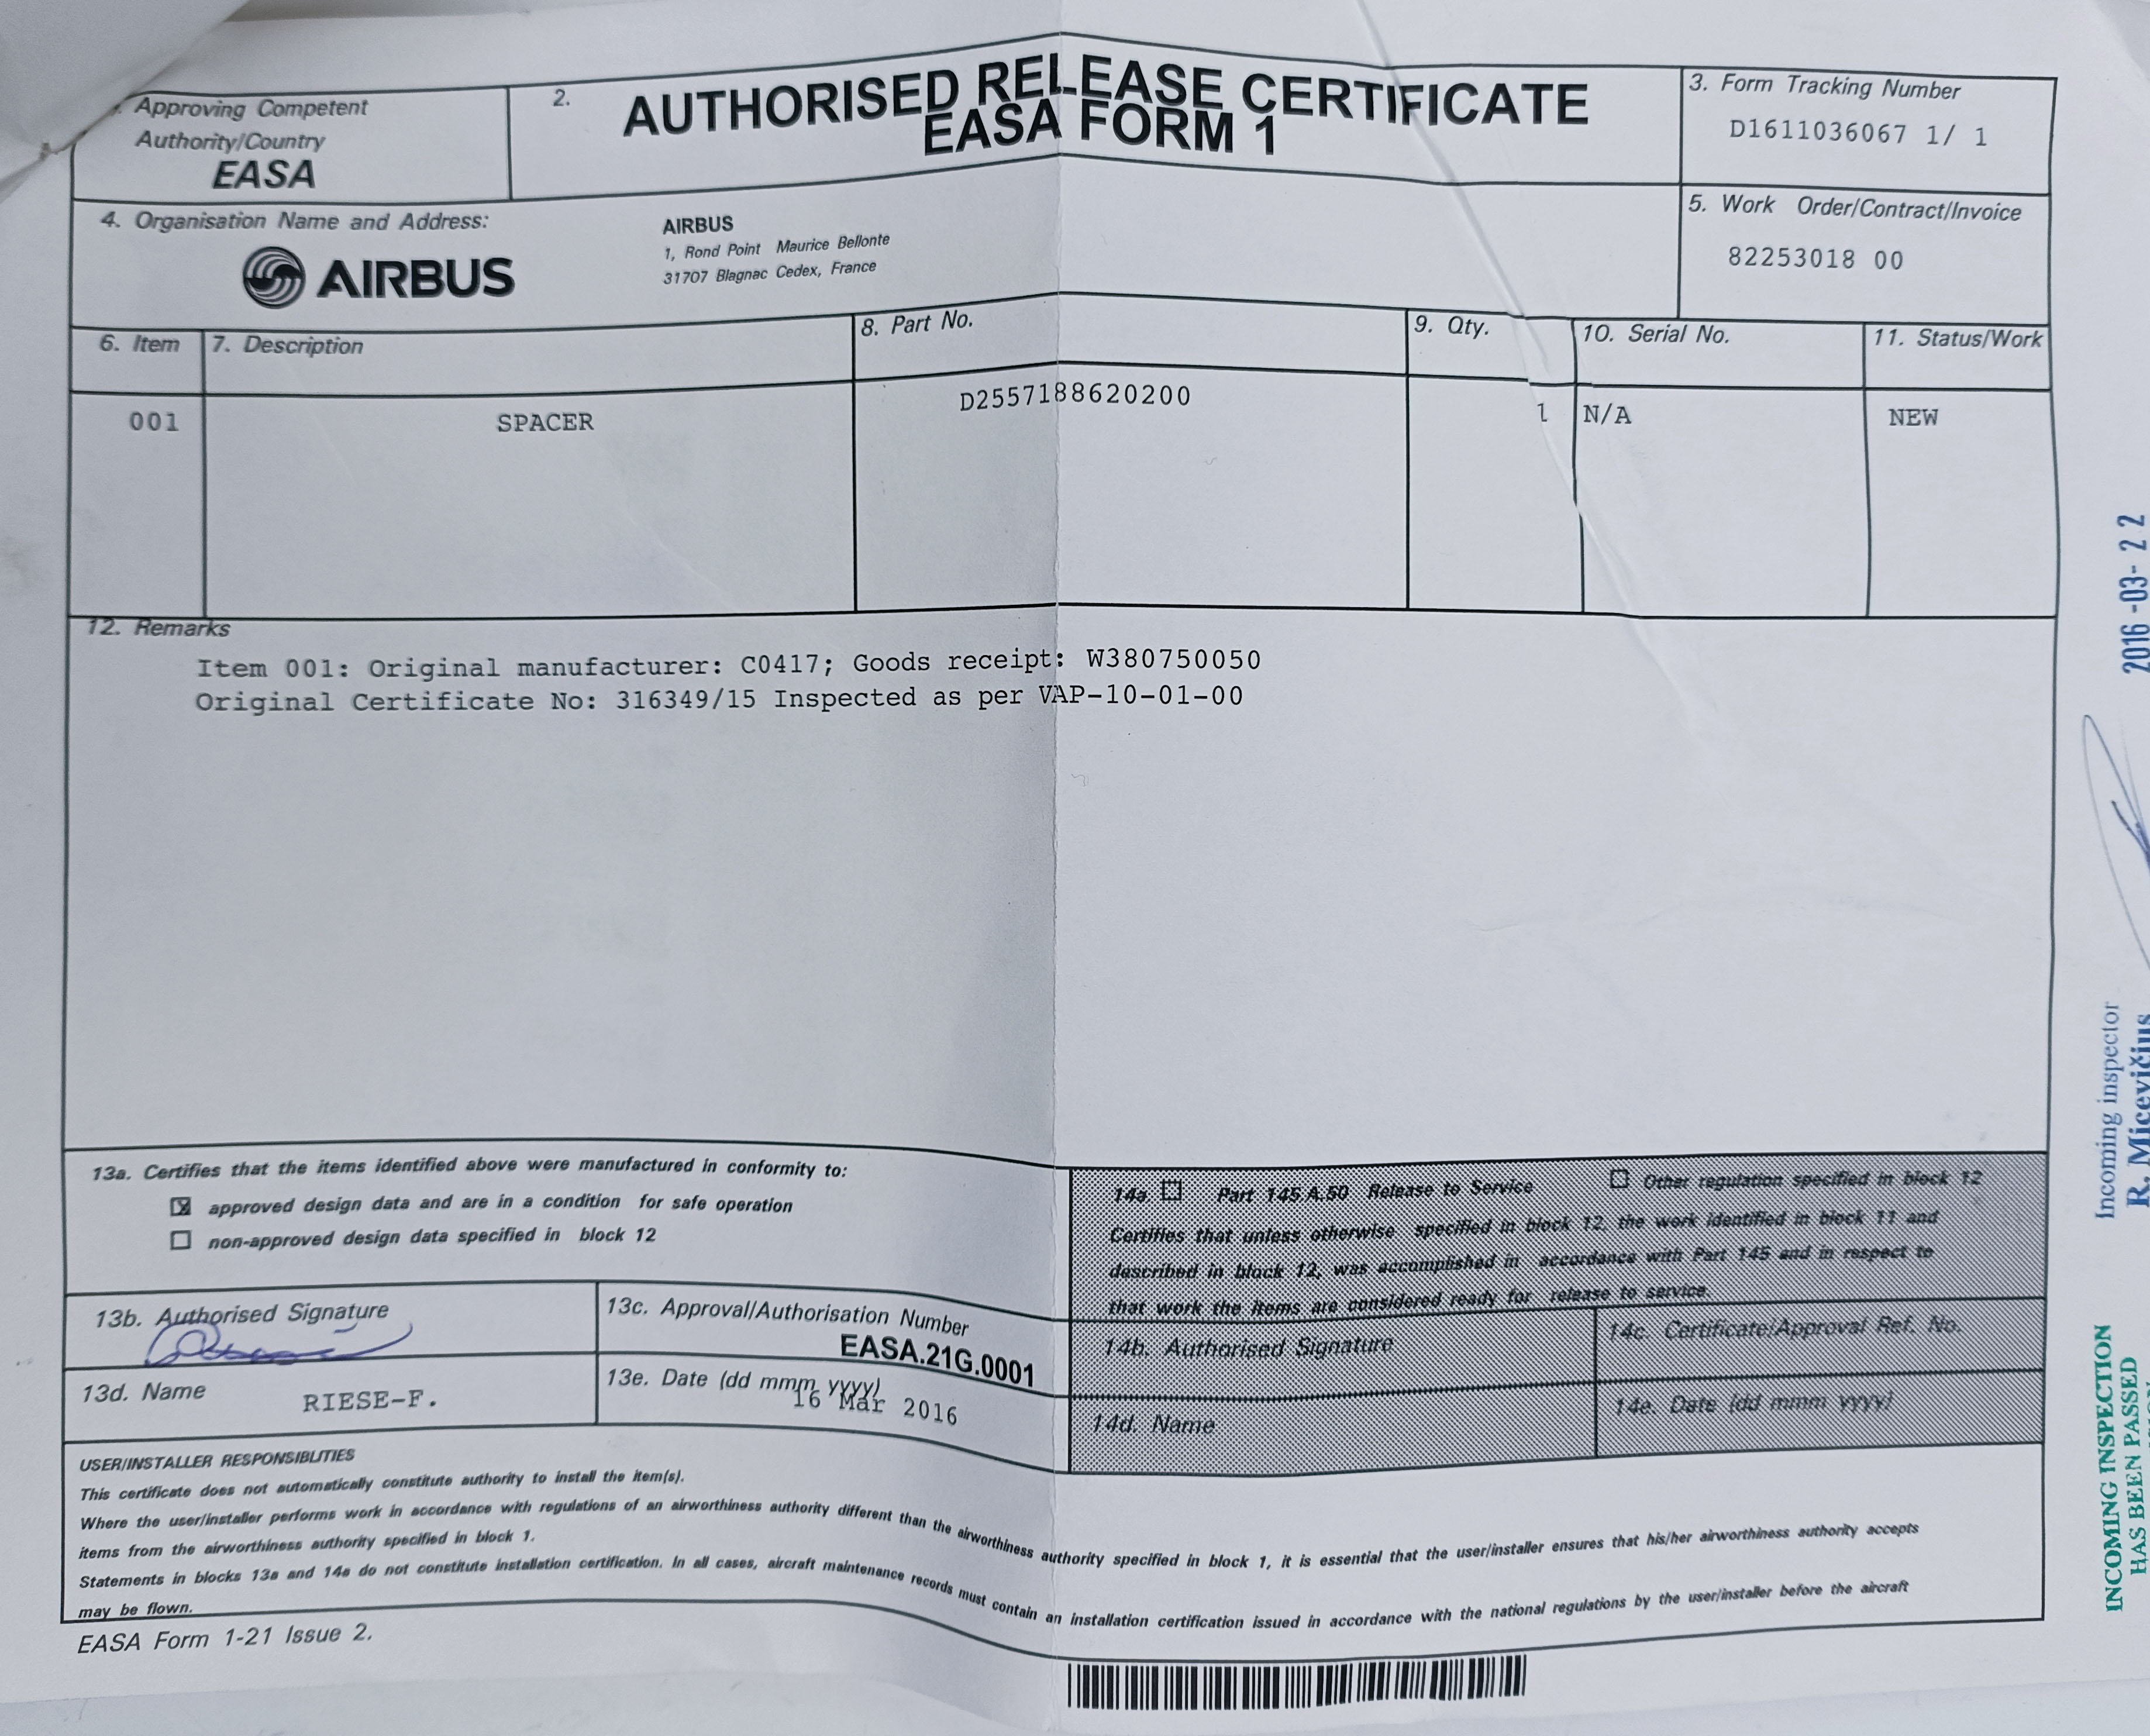 Approving Competent
Authority/Country
EASA
2.
AUTHORISED RELEASE CERTIFICATE
EASA FORM 1
3. Form Tracking Number
D1611036067 1/ 1
4. Organisation Name and Address:
AIRBUS
AIRBUS
1, Rond Point Maurice Bellonte
31707 Blagnac Cedex, France
5. Work Order/Contract/Invoice
82253018 00
6. Item
7. Description
8. Part No.
9. Qty.
10. Serial No.
11. Status/Work
001
SPACER
D2557188620200
1
N/A
NEW
12. Remarks
Item 001: Original manufacturer: C0417; Goods receipt: W380750050
Original Certificate No: 316349/15 Inspected as per VAP-10-01-00
13a. Certifies that the items identified above were manufactured in conformity to:
approved design data and are in a condition for safe operation
non-approved design data specified in block 12
13b. Authorised Signature
13c. Approval/Authorisation Number
EASA.21G.0001
13d. Name
RIESE-F.
13e. Date (dd mmm yyyy)
16 Mar 2016
14a. Part 145.A.50 Release to Service
Other regulation specified in block 12
Certifies that unless otherwise specified in block 12, the work identified in block 11 and
described in block 12, was accomplished in accordance with Part 145 and in respect to
that work the items are considered ready for release to service.
14b. Authorised Signature
14c. Certificate/Approval Ref. No.
14d. Name
14e. Date (dd mmm yyyy)
USER/INSTALLER RESPONSIBLITIES
This certificate does not automatically constitute authority to install the item(s).
Where the user/installer performs work in accordance with regulations of an airworthiness authority different than the airworthiness authority specified in block 1, it is essential that the user/installer ensures that his/her airworthiness authority accepts
items from the airworthiness authority specified in block 1.
Statements in blocks 13a and 14a do not constitute installation certification. In all cases, aircraft maintenance records must contain an installation certification issued in accordance with the national regulations by the user/installer before the aircraft
may be flown.
EASA Form 1-21 Issue 2.
2016 -03- 22
Incoming inspector
R. Micevičius
INCOMING INSPECTION
HAS BEEN PASSED